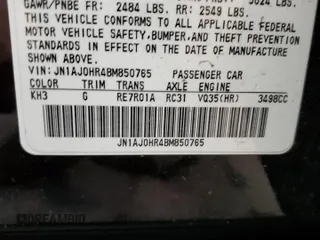 GAWR/PNBE FR: 2484 LBS. RR: 2549 LBS.
THIS VEHICLE CONFORMS TO ALL APPLICABLE FEDERAL
MOTOR VEHICLE SAFETY, BUMPER, AND THEFT PREVENTION
STANDARDS IN EFFECT ON THE DATE OF MANUFACTURE
SHOWN ABOVE.
VIN: JN1AJ0HR4BM850765 PASSENGER CAR
COLOR TRIM TRANS AXLE ENGINE
KH3 G RE7R01A RC31 VQ35(HR) 3498CC
JN1AJ0HR4BM850765
DREAMBID